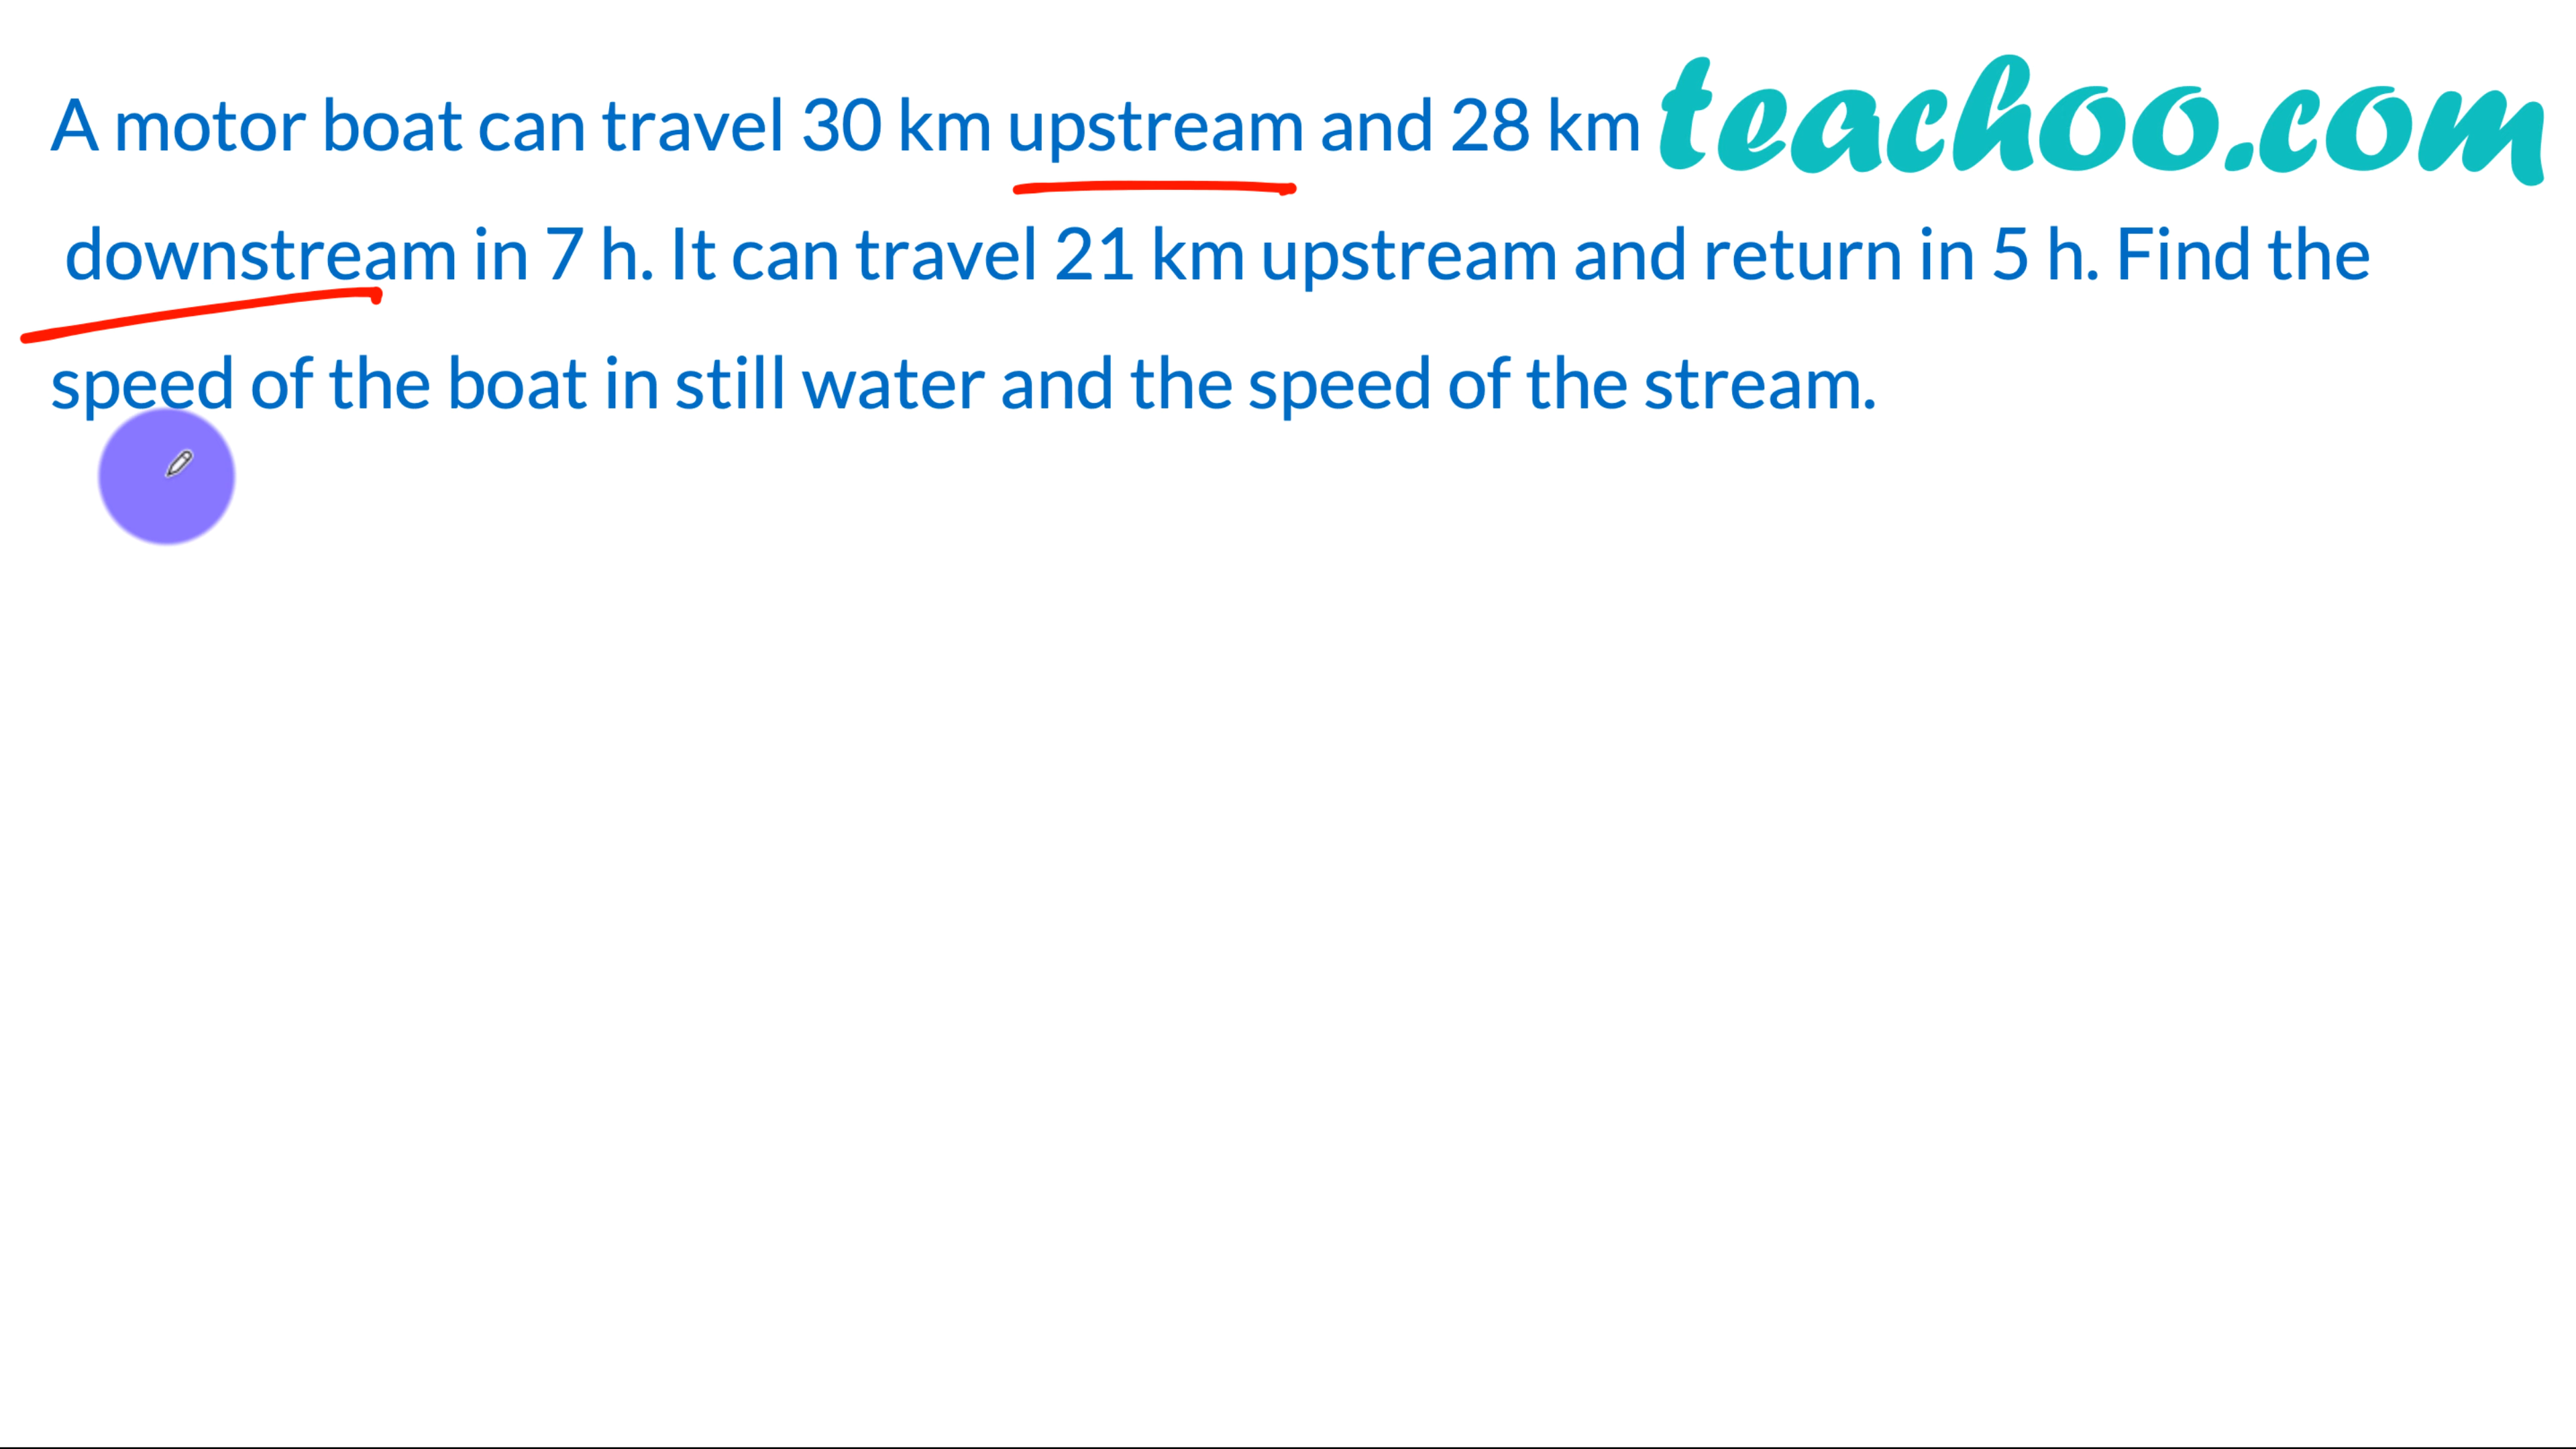 A motor boat can travel 30 km upstream and 28 km teachoo.com
downstream in 7 h. It can travel 21 km upstream and return in 5 h. Find the
speed of the boat in still water and the speed of the stream.